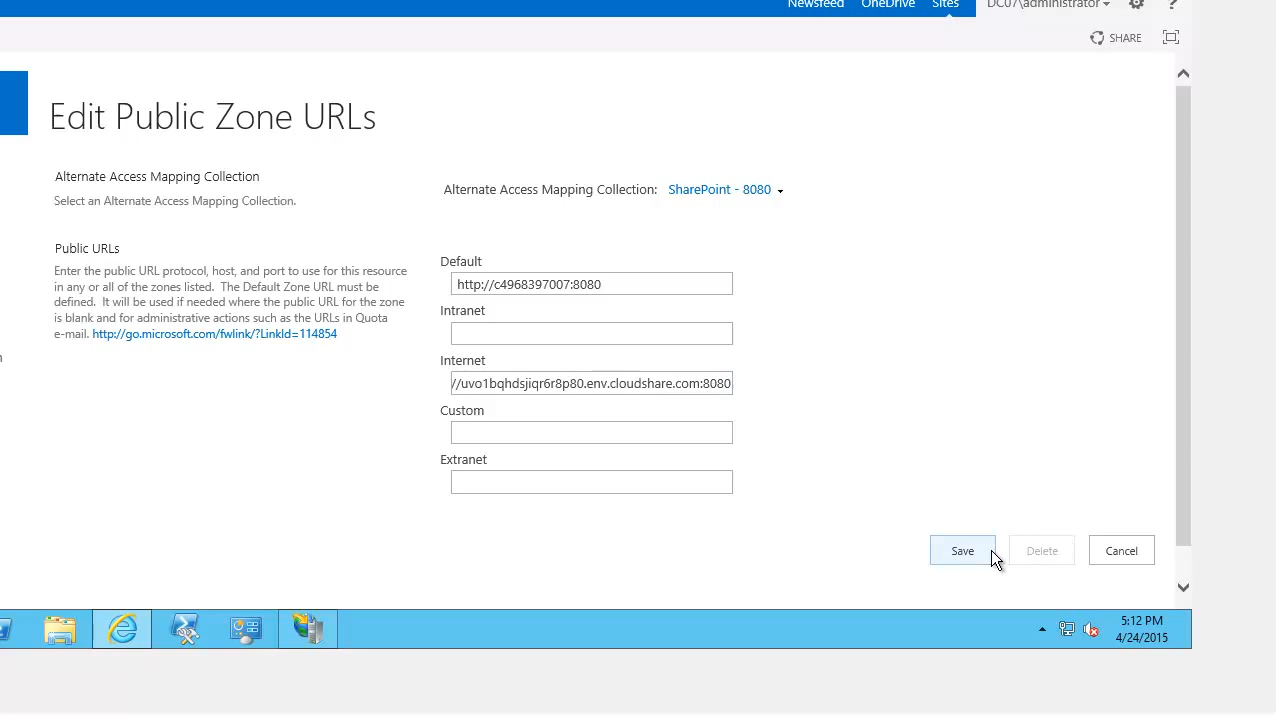 Newsfeed OneDrive Sites DC07\administrator ?
SHARE
Edit Public Zone URLs
Alternate Access Mapping Collection
Select an Alternate Access Mapping Collection.
Alternate Access Mapping Collection: SharePoint - 8080
Public URLs
Enter the public URL protocol, host, and port to use for this resource
in any or all of the zones listed. The Default Zone URL must be
defined. It will be used if needed where the public URL for the zone
is blank and for administrative actions such as the URLs in Quota
e-mail. http://go.microsoft.com/fwlink/?LinkId=114854
Default
http://c4968397007:8080
Intranet
Internet
//uvo1bqhdsjiqr6r8p80.env.cloudshare.com:8080
Custom
Extranet
Save Delete Cancel
5:12 PM
4/24/2015